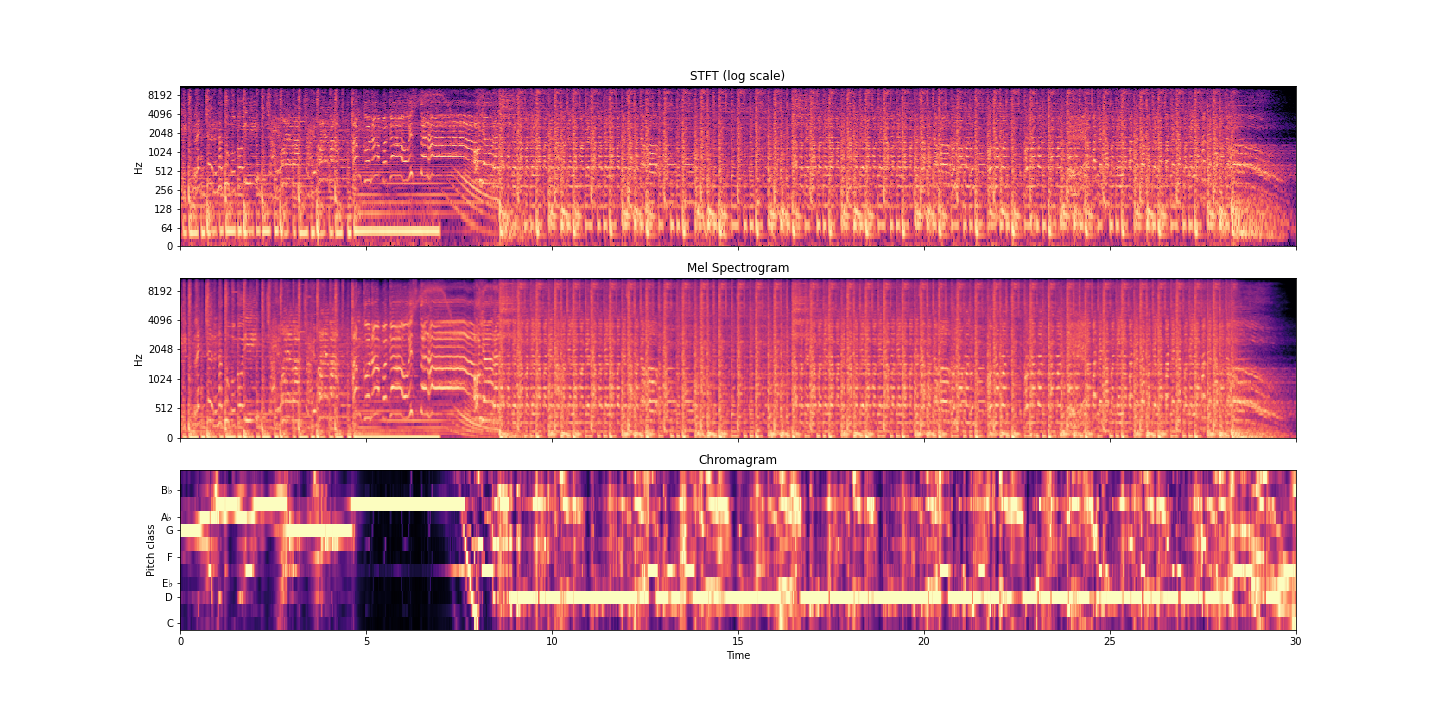 STFT (log scale)
8192
4096
2048
1024
512
256
128
64
0
Hz
Mel Spectrogram
8192
4096
2048
1024
512
0
Hz
Chromagram
B♭
A♭
G
F
E♭
D
C
Pitch class
0 5 10 15 20 25 30
Time